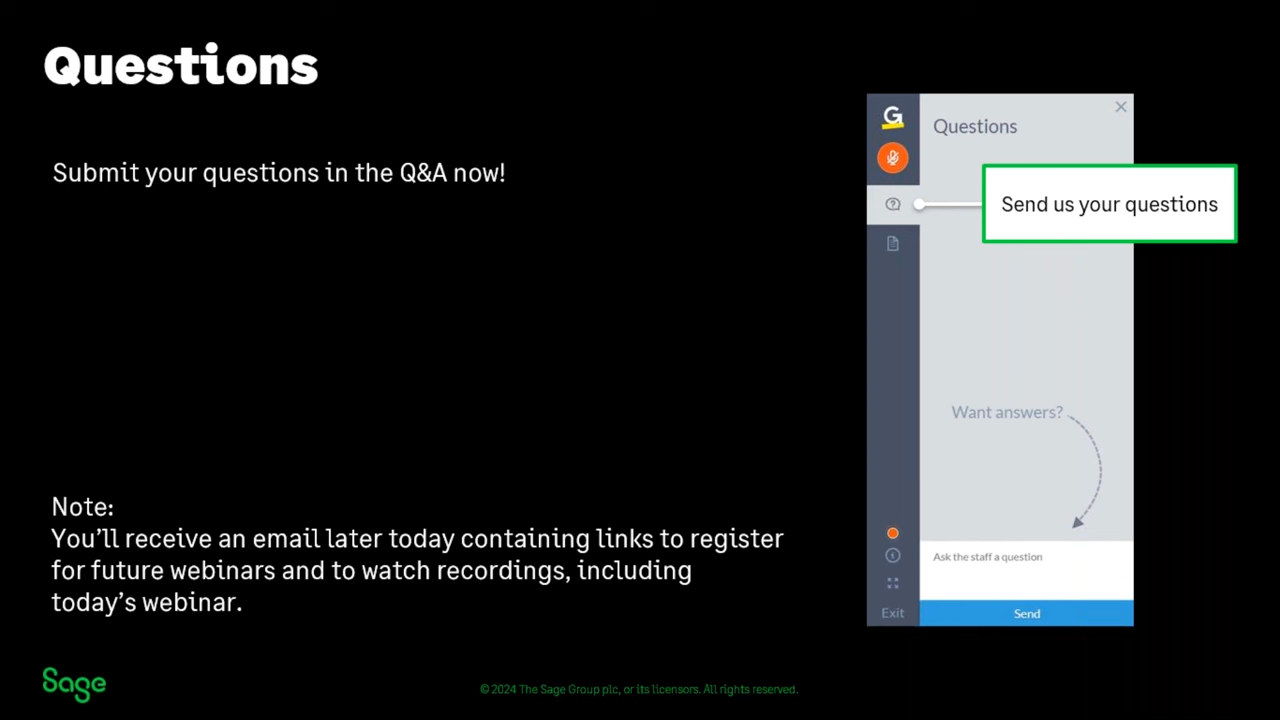 Questions
Submit your questions in the Q&A now!
Note:
You’ll receive an email later today containing links to register
for future webinars and to watch recordings, including
today’s webinar.
G
Questions
Send us your questions
Want answers?
Ask the staff a question
Exit
Send
Sage
© 2024 The Sage Group plc, or its licensors. All rights reserved.